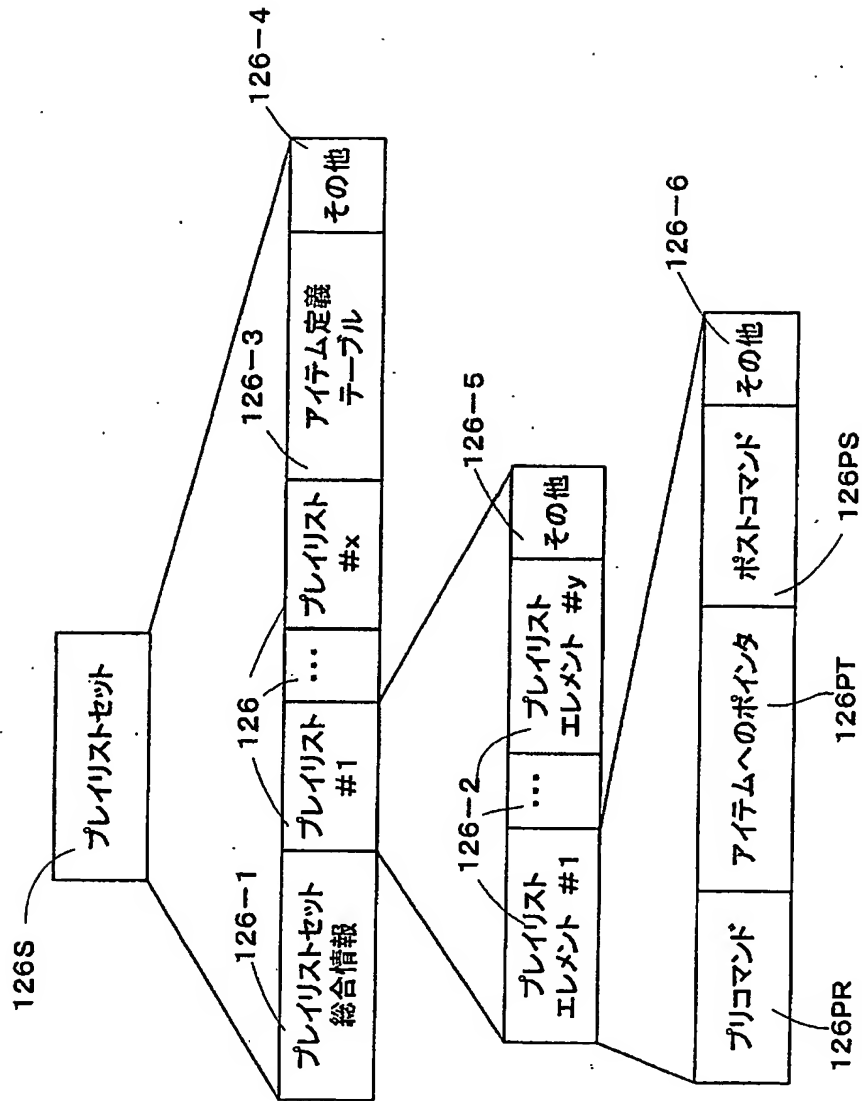 126S
プレイリストセット
126-1
126
126-3
126-4
プレイリストセット
総合情報
プレイリスト
#1
...
プレイリスト
#x
アイテム定義
テーブル
その他
126-2
126-5
プレイリスト
エレメント #1
...
プレイリスト
エレメント #y
その他
126-6
プリコマンド
アイテムへのポインタ
ポストコマンド
その他
126PR
126PT
126PS